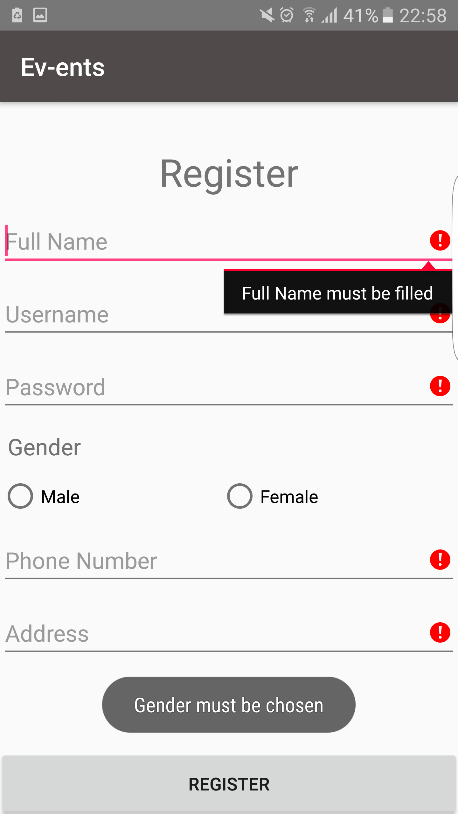 41% 22:58
Ev-ents
Register
Full Name
Full Name must be filled
Username
Password
Gender
Male Female
Phone Number
Address
Gender must be chosen
REGISTER